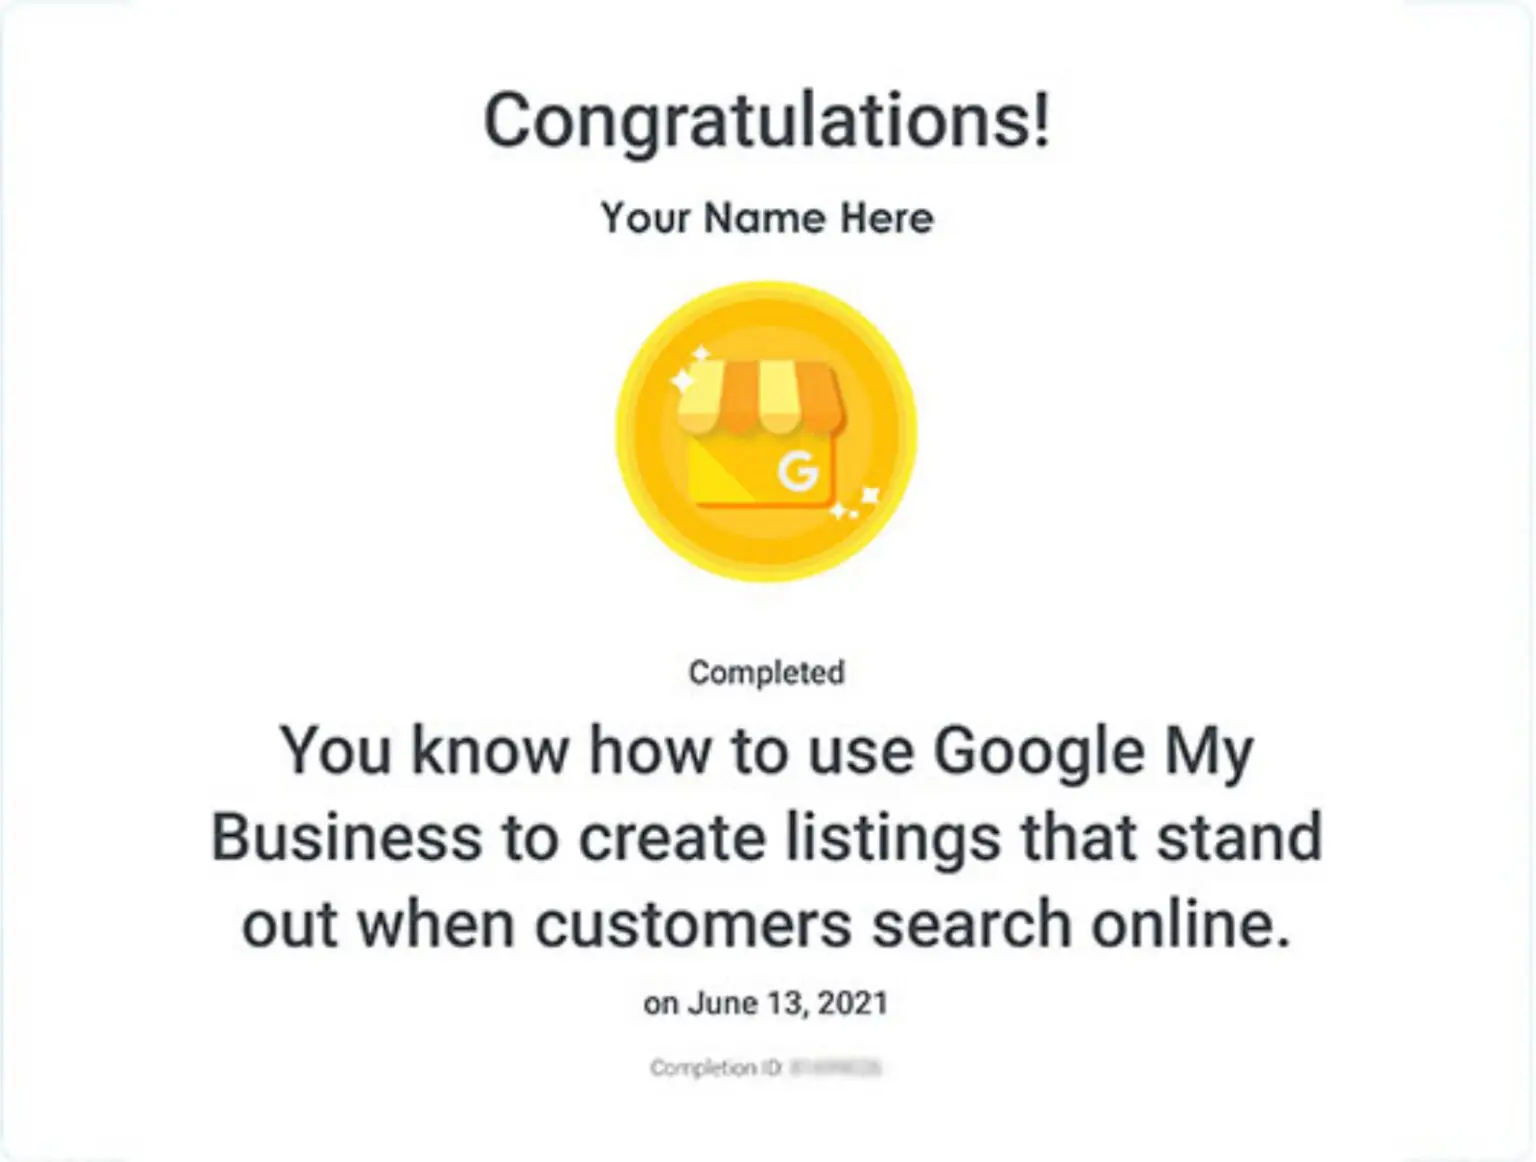 Congratulations!
Your Name Here
G
Completed
You know how to use Google My
Business to create listings that stand
out when customers search online.
on June 13, 2021
Completion ID: